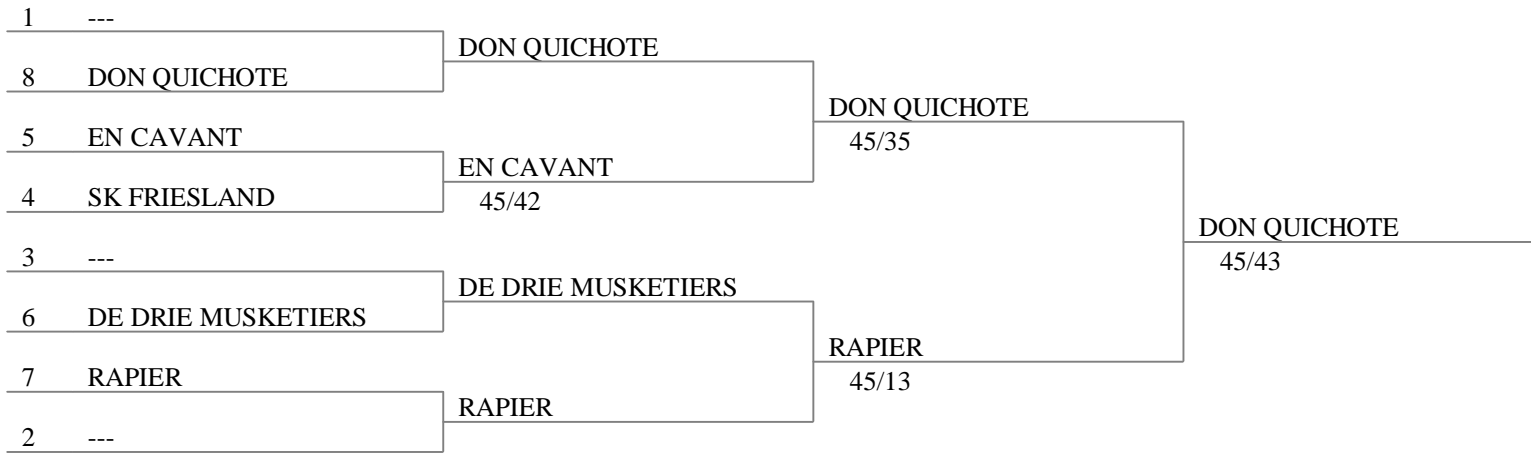 1 ---
8 DON QUICHOTE
5 EN CAVANT
4 SK FRIESLAND
3 ---
6 DE DRIE MUSKETIERS
7 RAPIER
2 ---
DON QUICHOTE
EN CAVANT
45/42
DE DRIE MUSKETIERS
RAPIER
DON QUICHOTE
45/35
RAPIER
45/13
DON QUICHOTE
45/43